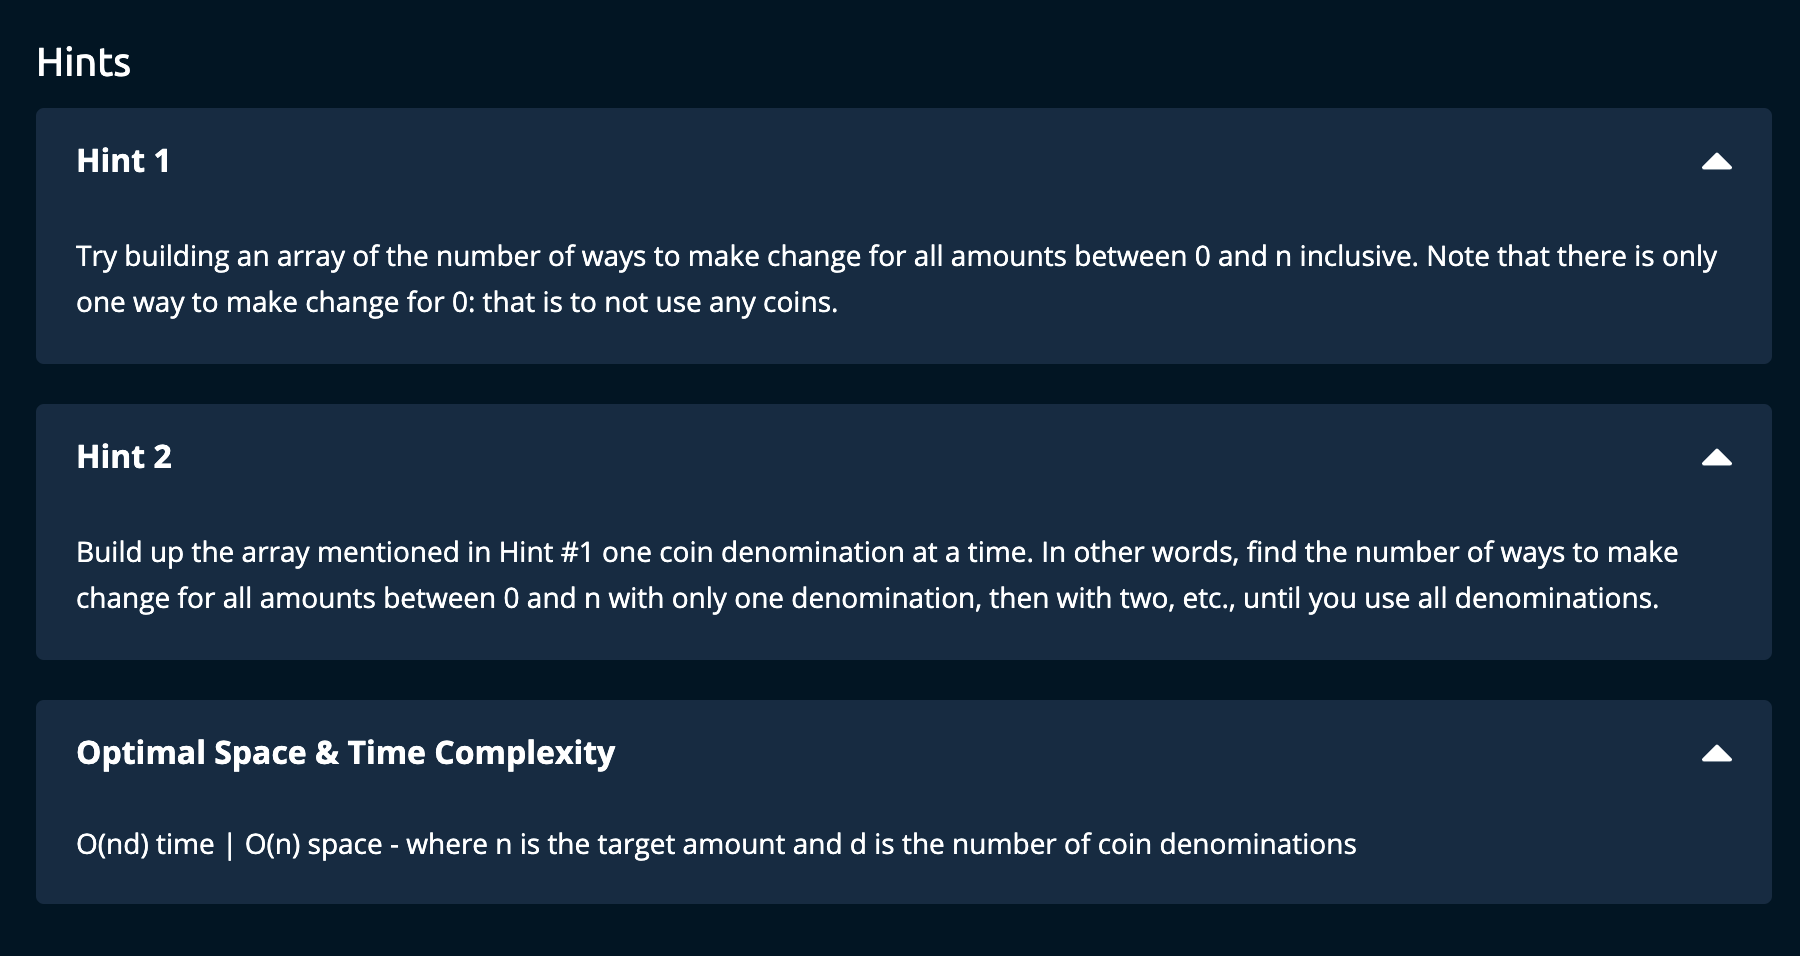 Hints
Hint 1
Try building an array of the number of ways to make change for all amounts between 0 and n inclusive. Note that there is only
one way to make change for 0: that is to not use any coins.
Hint 2
Build up the array mentioned in Hint #1 one coin denomination at a time. In other words, find the number of ways to make
change for all amounts between 0 and n with only one denomination, then with two, etc., until you use all denominations.
Optimal Space & Time Complexity
O(nd) time | O(n) space - where n is the target amount and d is the number of coin denominations